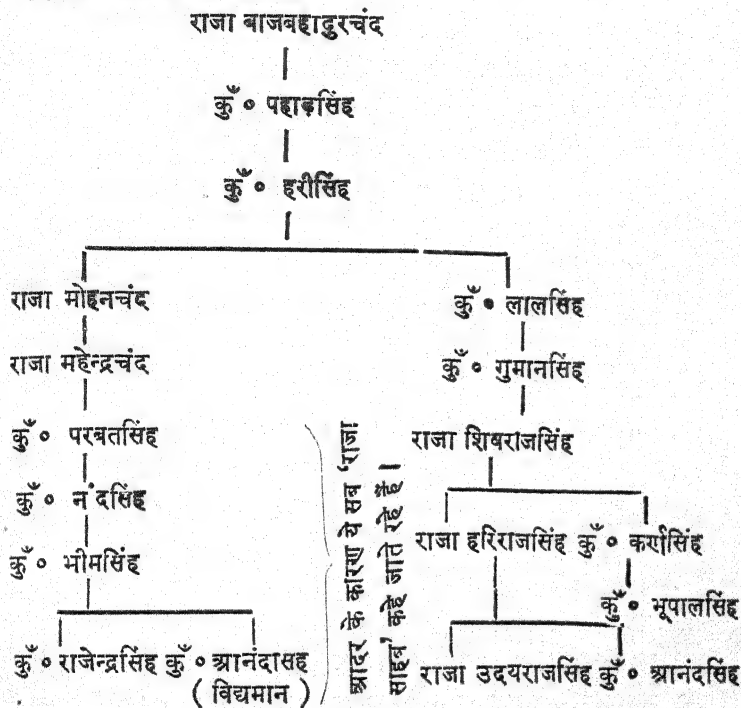 राजा बाजबहादुरचंद
कुँ० पहाड़सिंह
कुँ० हरीसिंह
राजा मोहनचंद
राजा महेन्द्रचंद
कुँ० परबतसिंह
कुँ० नंदसिंह
कुँ० भीमसिंह
कुँ० राजेन्द्रसिंह कुँ० आनंदासह
( विद्यमान )
आदर के कारण ये सब 'राजा
साहब' कहे जाते रहे हैं ।
कुँ० लालसिंह
कुँ० गुमानसिंह
राजा शिवराजसिंह
राजा हरिराजसिंह कुँ० कर्णसिंह
कुँ० भूपालसिंह
राजा उदयराजसिंह कुँ० आनंदसिंह